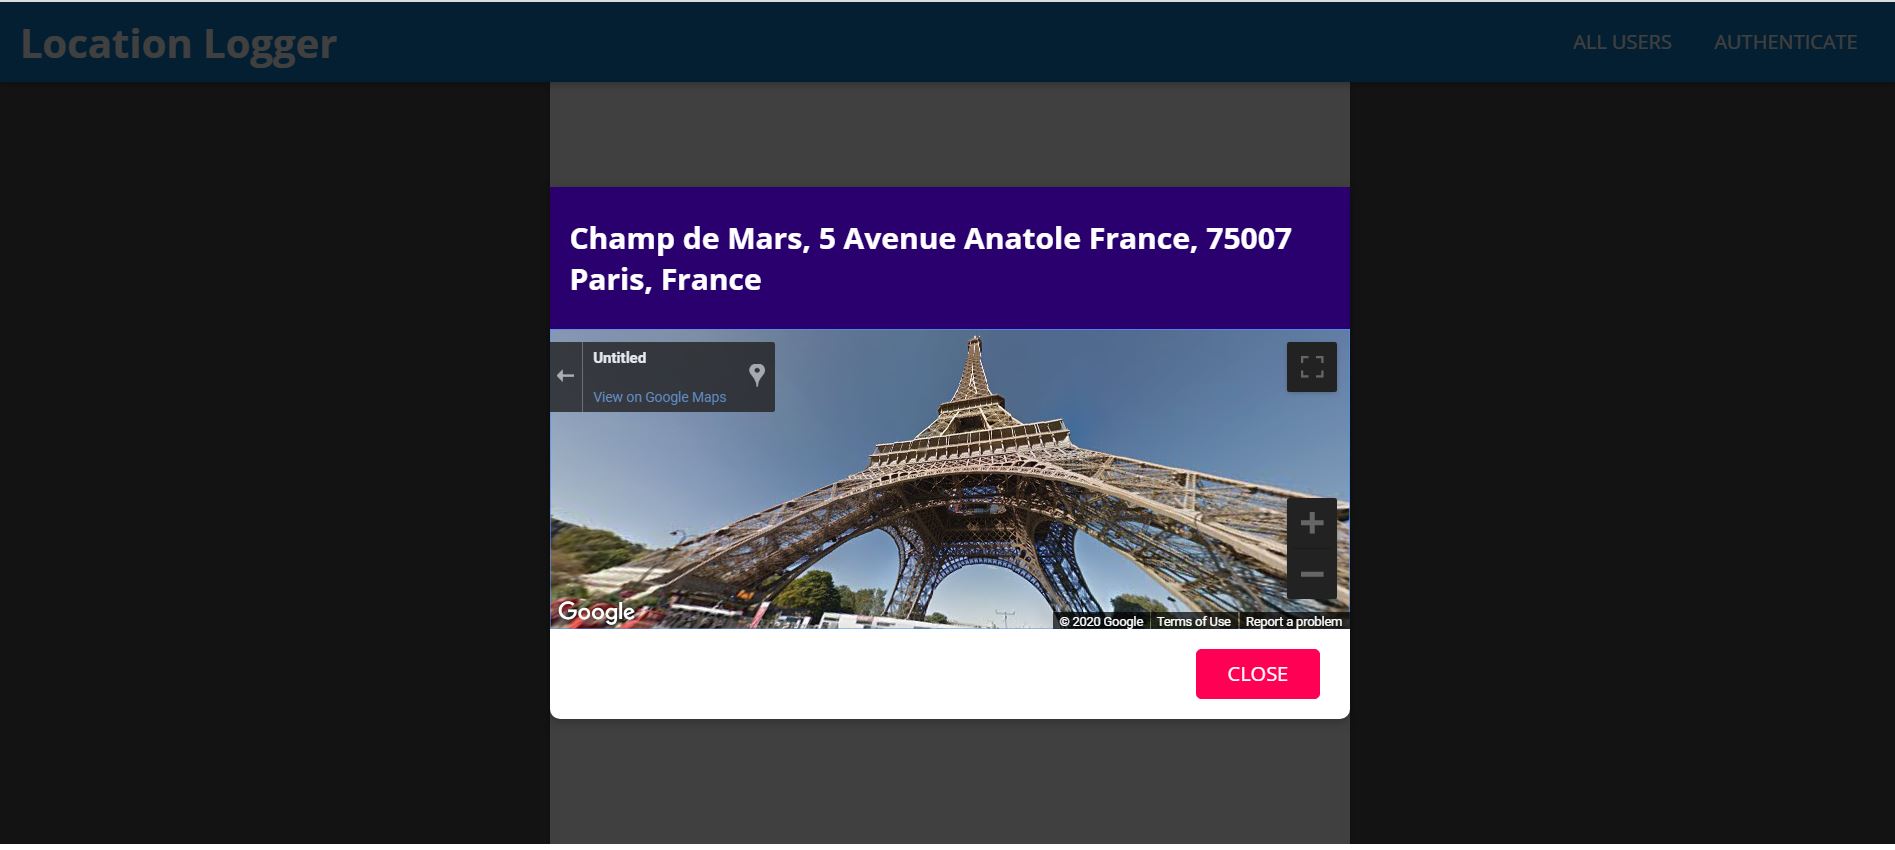 Location Logger
ALL USERS
AUTHENTICATE
Champ de Mars, 5 Avenue Anatole France, 75007
Paris, France
Untitled
View on Google Maps
Google
© 2020 Google
Terms of Use
Report a problem
CLOSE